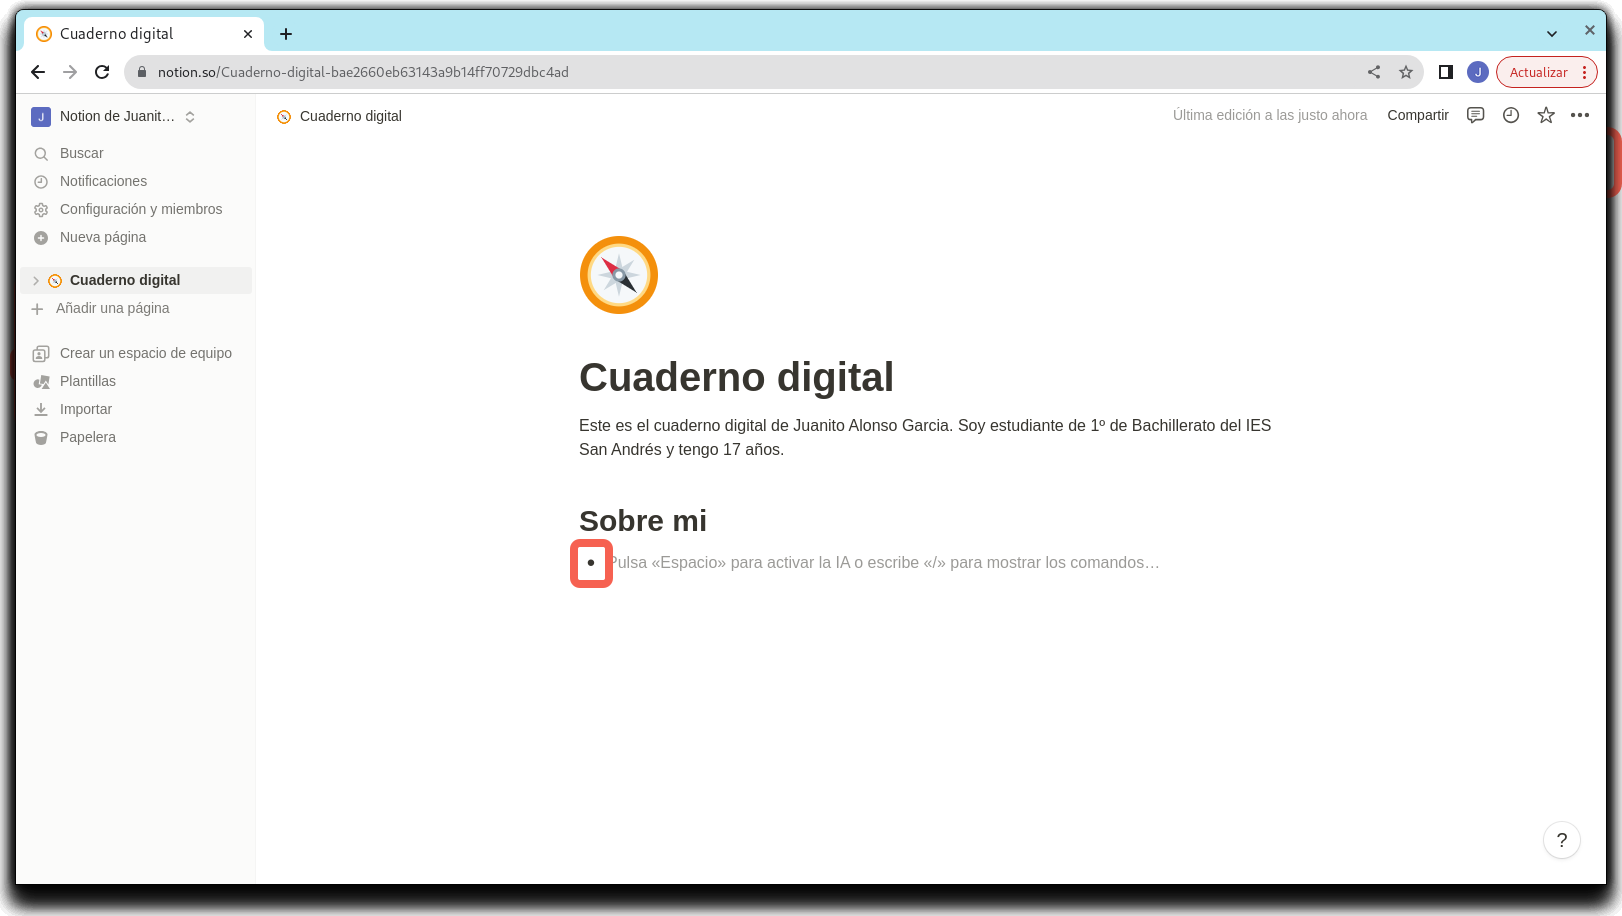 Cuaderno digital
notion.so/Cuaderno-digital-bae2660eb63143a9b14ff70729dbc4ad
J
Actualizar
J
Notion de Juanit…
Buscar
Notificaciones
Configuración y miembros
Nueva página
Cuaderno digital
Añadir una página
Crear un espacio de equipo
Plantillas
Importar
Papelera
Cuaderno digital
Última edición a las justo ahora
Compartir
Cuaderno digital
Este es el cuaderno digital de Juanito Alonso Garcia. Soy estudiante de 1º de Bachillerato del IES
San Andrés y tengo 17 años.
Sobre mi
• Pulsa «Espacio» para activar la IA o escribe «/» para mostrar los comandos…
?